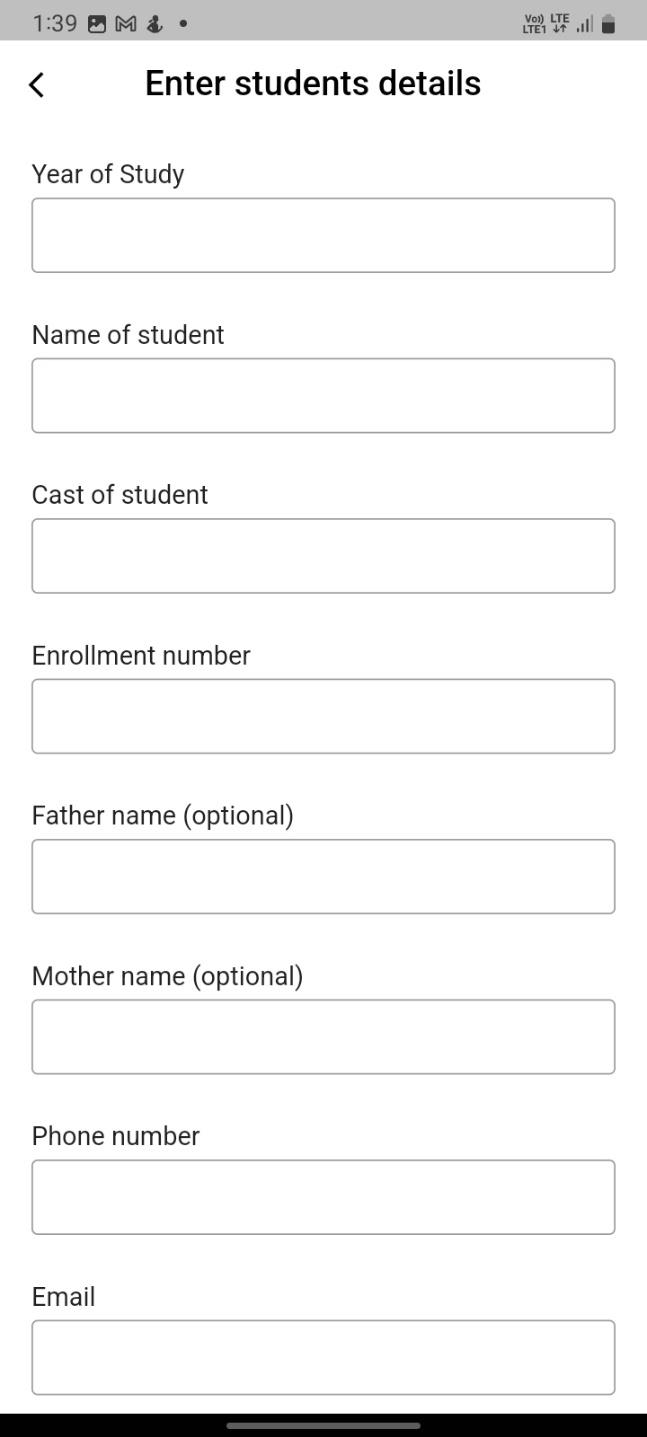 1:39
Vo)) LTE
LTE1
Enter students details
Year of Study
Name of student
Cast of student
Enrollment number
Father name (optional)
Mother name (optional)
Phone number
Email